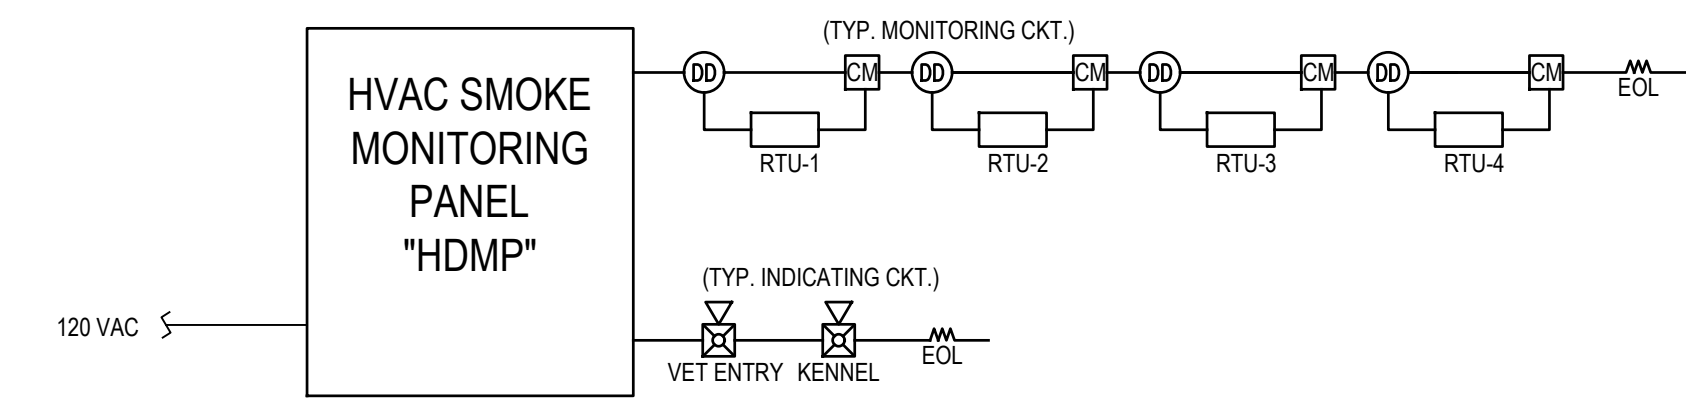 (TYP. MONITORING CKT.)
DD CM DD CM DD CM DD CM
EOL
RTU-1 RTU-2 RTU-3 RTU-4
HVAC SMOKE
MONITORING
PANEL
"HDMP"
(TYP. INDICATING CKT.)
120 VAC
EOL
VET ENTRY KENNEL